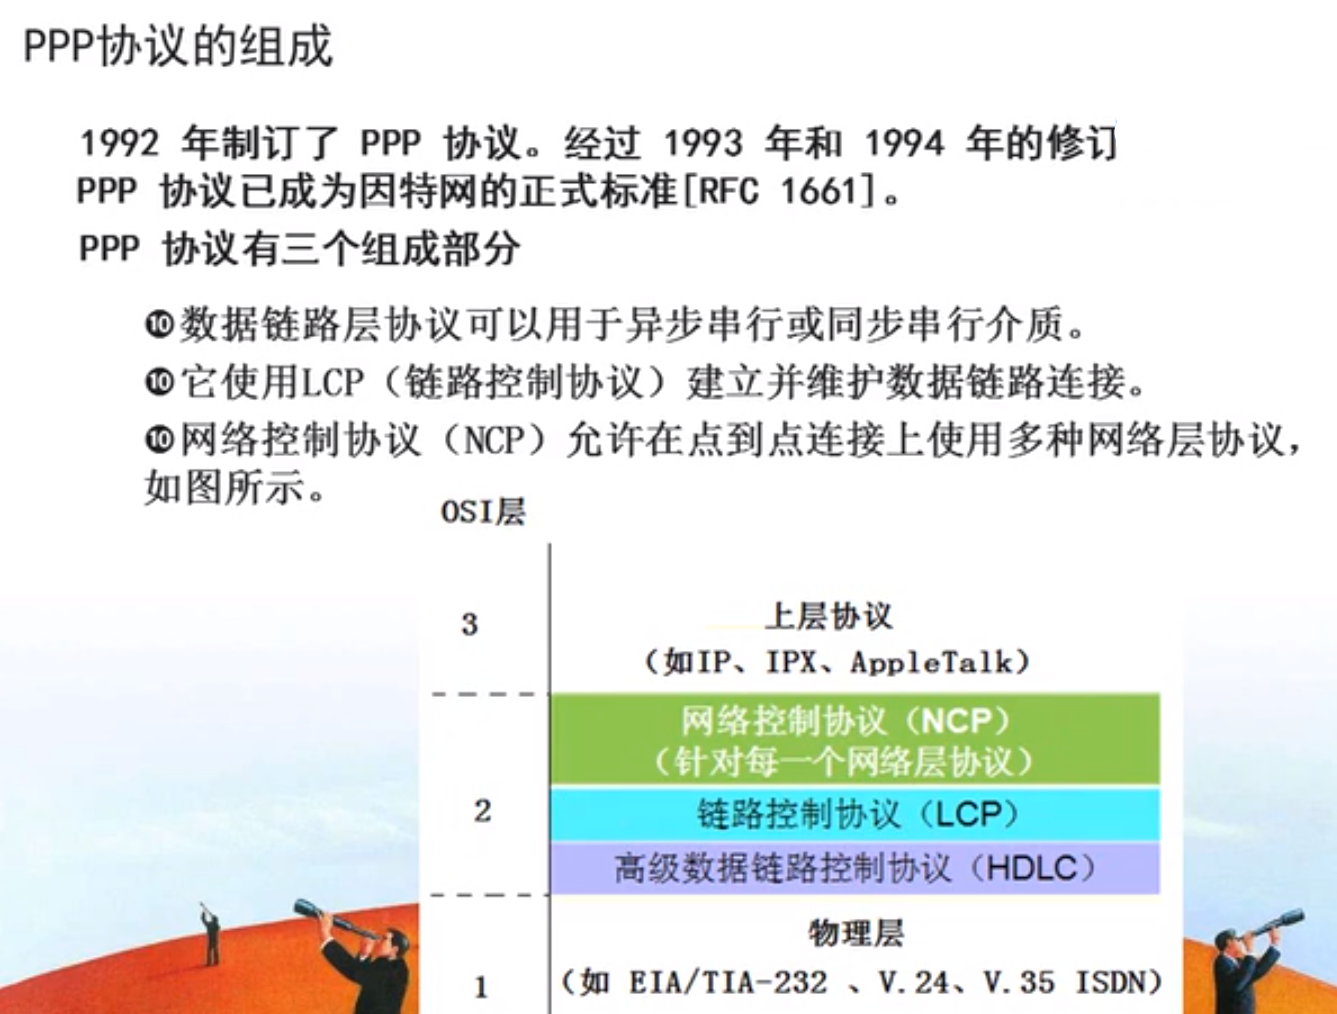 PPP协议的组成
1992 年制订了 PPP 协议。经过 1993 年和 1994 年的修订
PPP 协议已成为因特网的正式标准[RFC 1661]。
PPP 协议有三个组成部分
❿数据链路层协议可以用于异步串行或同步串行介质。
❿它使用LCP（链路控制协议）建立并维护数据链路连接。
❿网络控制协议（NCP）允许在点到点连接上使用多种网络层协议，
如图所示。
OSI层
3
上层协议
（如IP、IPX、AppleTalk）
网络控制协议（NCP）
（针对每一个网络层协议）
2
链路控制协议（LCP）
高级数据链路控制协议（HDLC）
物理层
1
（如 EIA/TIA-232 、V.24、V.35 ISDN）